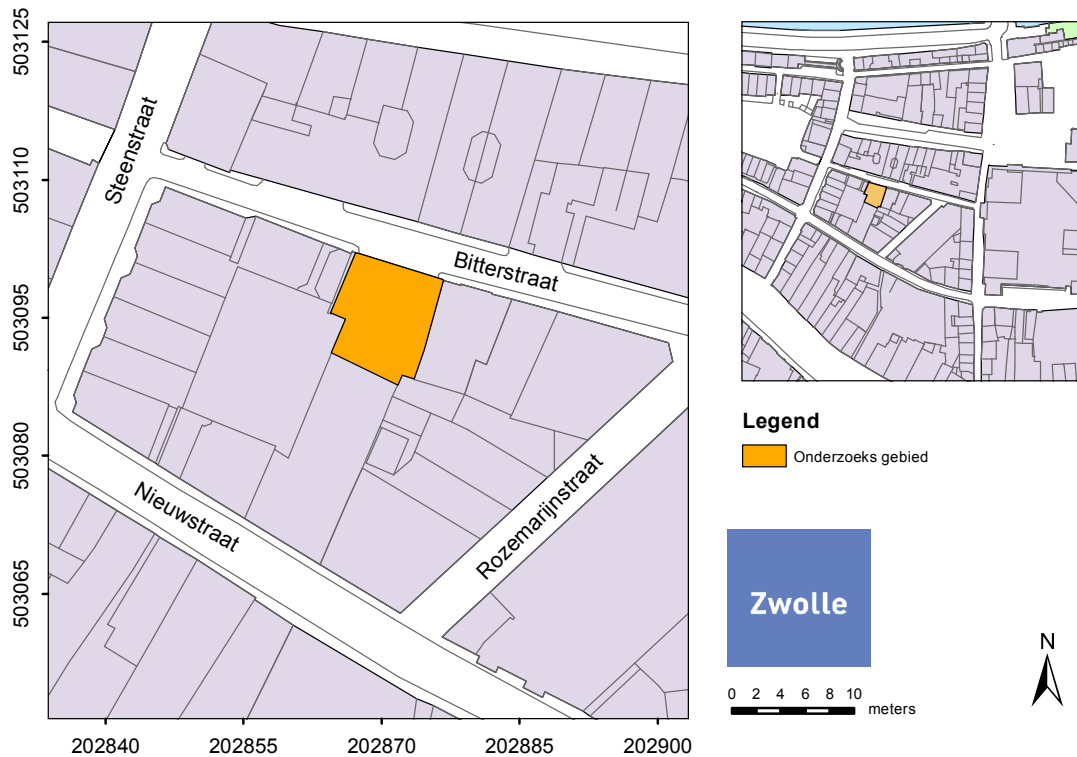 503125
503110
503095
503080
503065
Steenstraat
Bitterstraat
Nieuwstraat
Rozemarijnstraat
202840 202855 202870 202885 202900
Legend
Onderzoeks gebied
Zwolle
0 2 4 6 8 10
meters
N